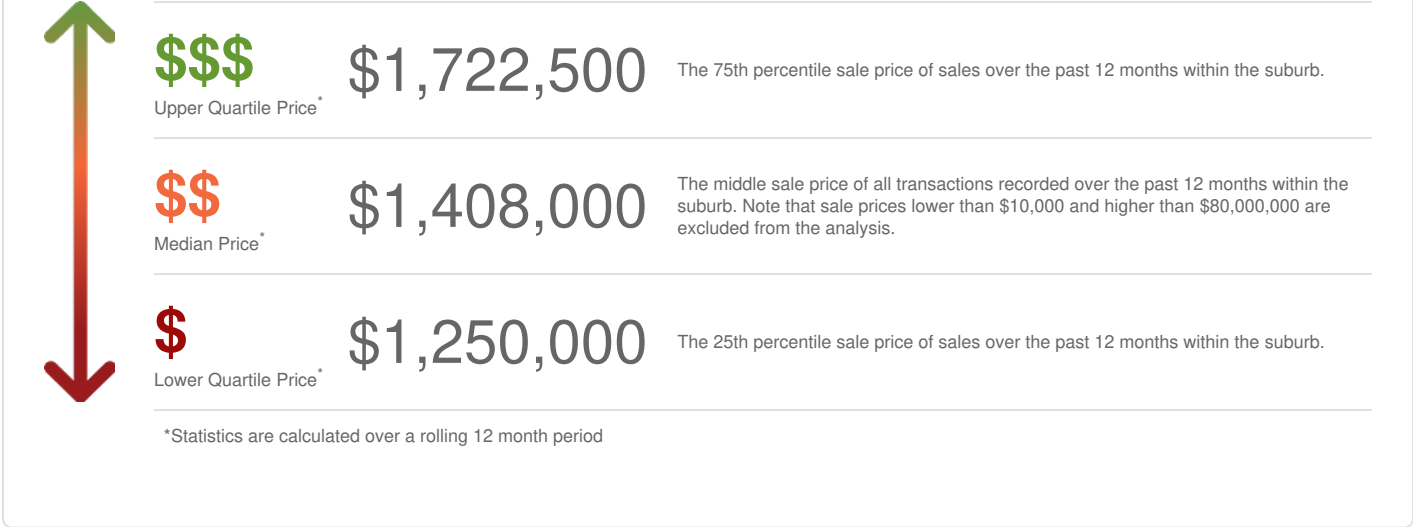 $$$
Upper Quartile Price*
$1,722,500
The 75th percentile sale price of sales over the past 12 months within the suburb.
$$
Median Price*
$1,408,000
The middle sale price of all transactions recorded over the past 12 months within the
suburb. Note that sale prices lower than $10,000 and higher than $80,000,000 are
excluded from the analysis.
$
Lower Quartile Price*
$1,250,000
The 25th percentile sale price of sales over the past 12 months within the suburb.
*Statistics are calculated over a rolling 12 month period